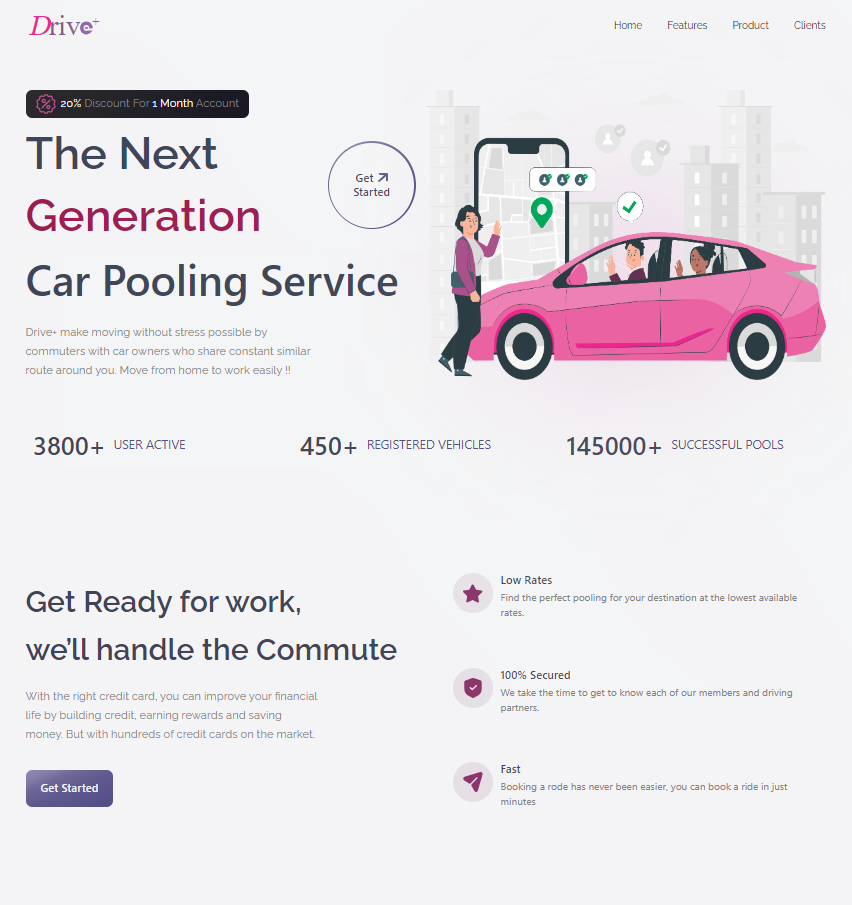 Drive+
Home Features Product Clients
20% Discount For 1 Month Account
The Next
Generation
Car Pooling Service
Get
Started
Drive+ make moving without stress possible by
commuters with car owners who share constant similar
route around you. Move from home to work easily !!
3800+ USER ACTIVE
450+ REGISTERED VEHICLES
145000+ SUCCESSFUL POOLS
Get Ready for work,
we’ll handle the Commute
With the right credit card, you can improve your financial
life by building credit, earning rewards and saving
money. But with hundreds of credit cards on the market.
Get Started
Low Rates
Find the perfect pooling for your destination at the lowest available
rates.
100% Secured
We take the time to get to know each of our members and driving
partners.
Fast
Booking a rode has never been easier, you can book a ride in just
minutes